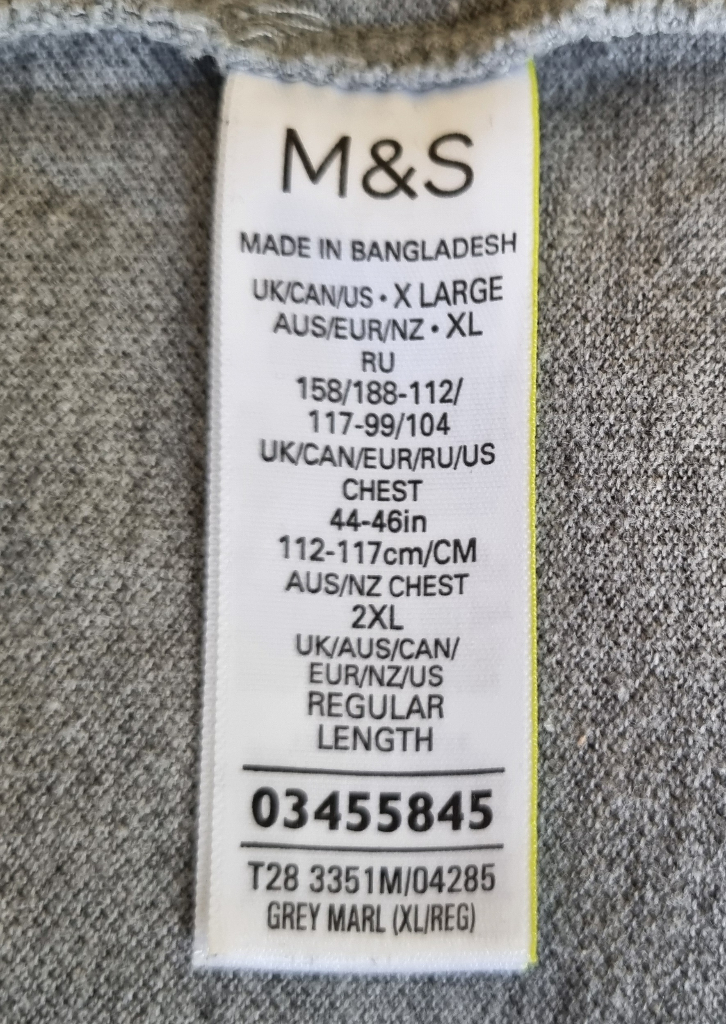 M&S
MADE IN BANGLADESH
UK/CAN/US • X LARGE
AUS/EUR/NZ • XL
RU
158/188-112/
117-99/104
UK/CAN/EUR/RU/US
CHEST
44-46in
112-117cm/CM
AUS/NZ CHEST
2XL
UK/AUS/CAN/
EUR/NZ/US
REGULAR
LENGTH
03455845
T28 3351M/04285
GREY MARL (XL/REG)